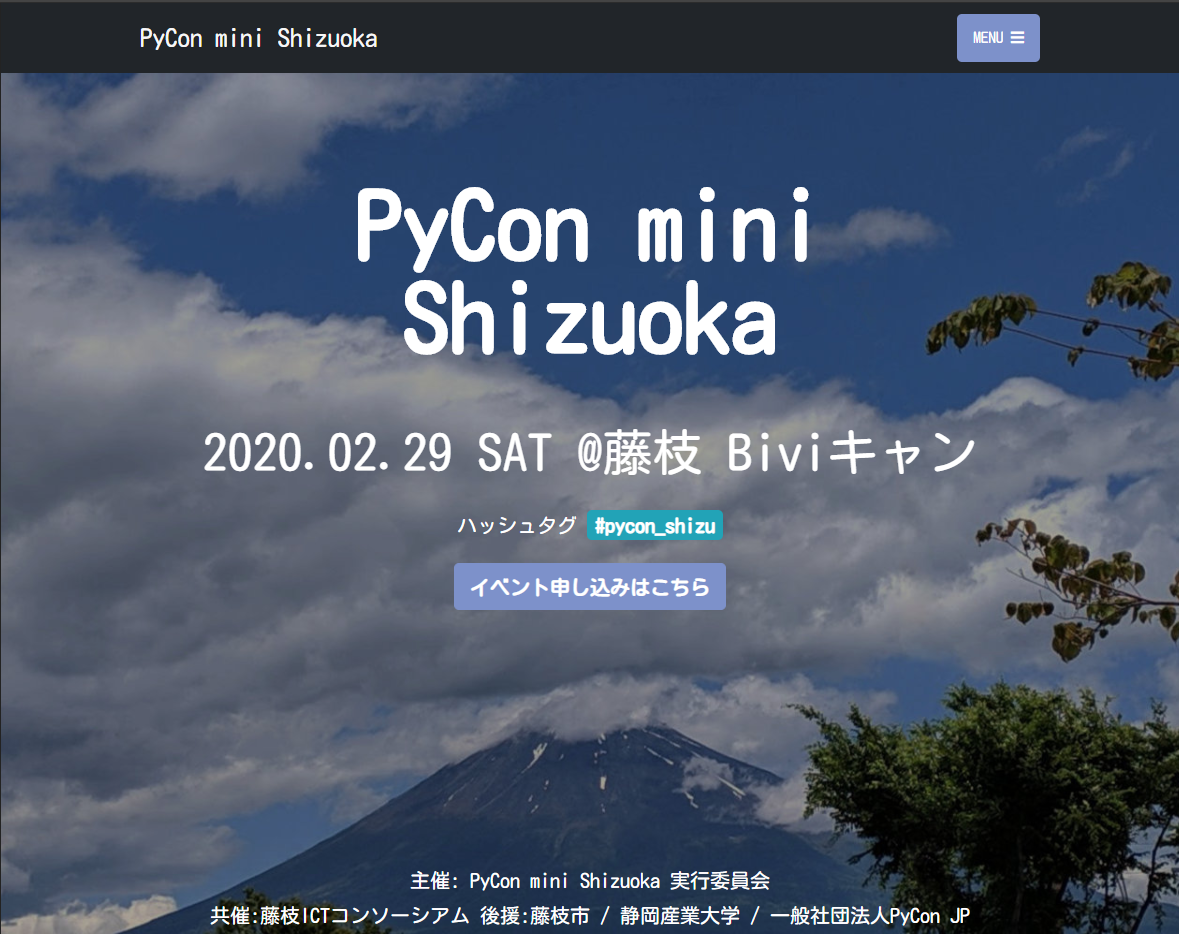 PyCon mini Shizuoka
MENU
PyCon mini
Shizuoka
2020.02.29 SAT @藤枝 Biviキャン
ハッシュタグ #pycon_shizu
イベント申し込みはこちら
主催: PyCon mini Shizuoka 実行委員会
共催:藤枝ICTコンソーシアム 後援:藤枝市 / 静岡産業大学 / 一般社団法人PyCon JP